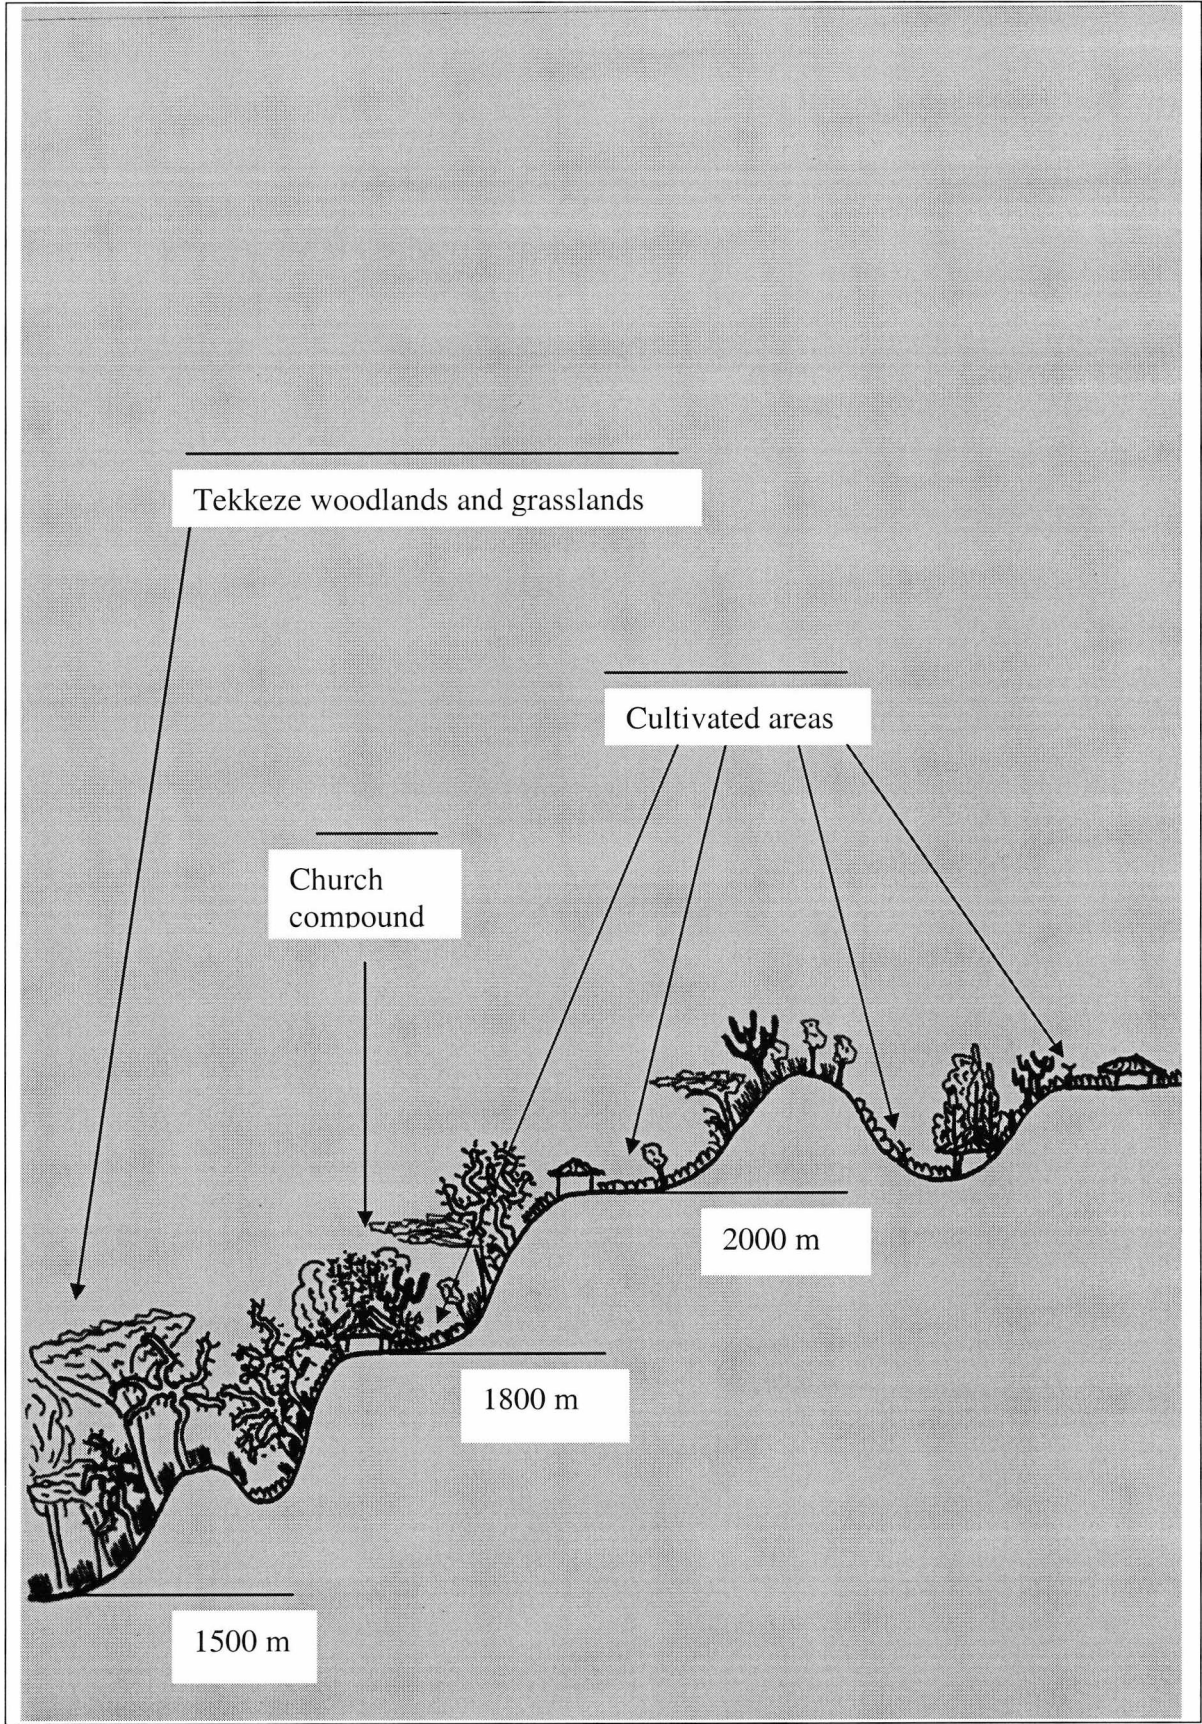 Tekkeze woodlands and grasslands
Cultivated areas
Church
compound
2000 m
1800 m
1500 m